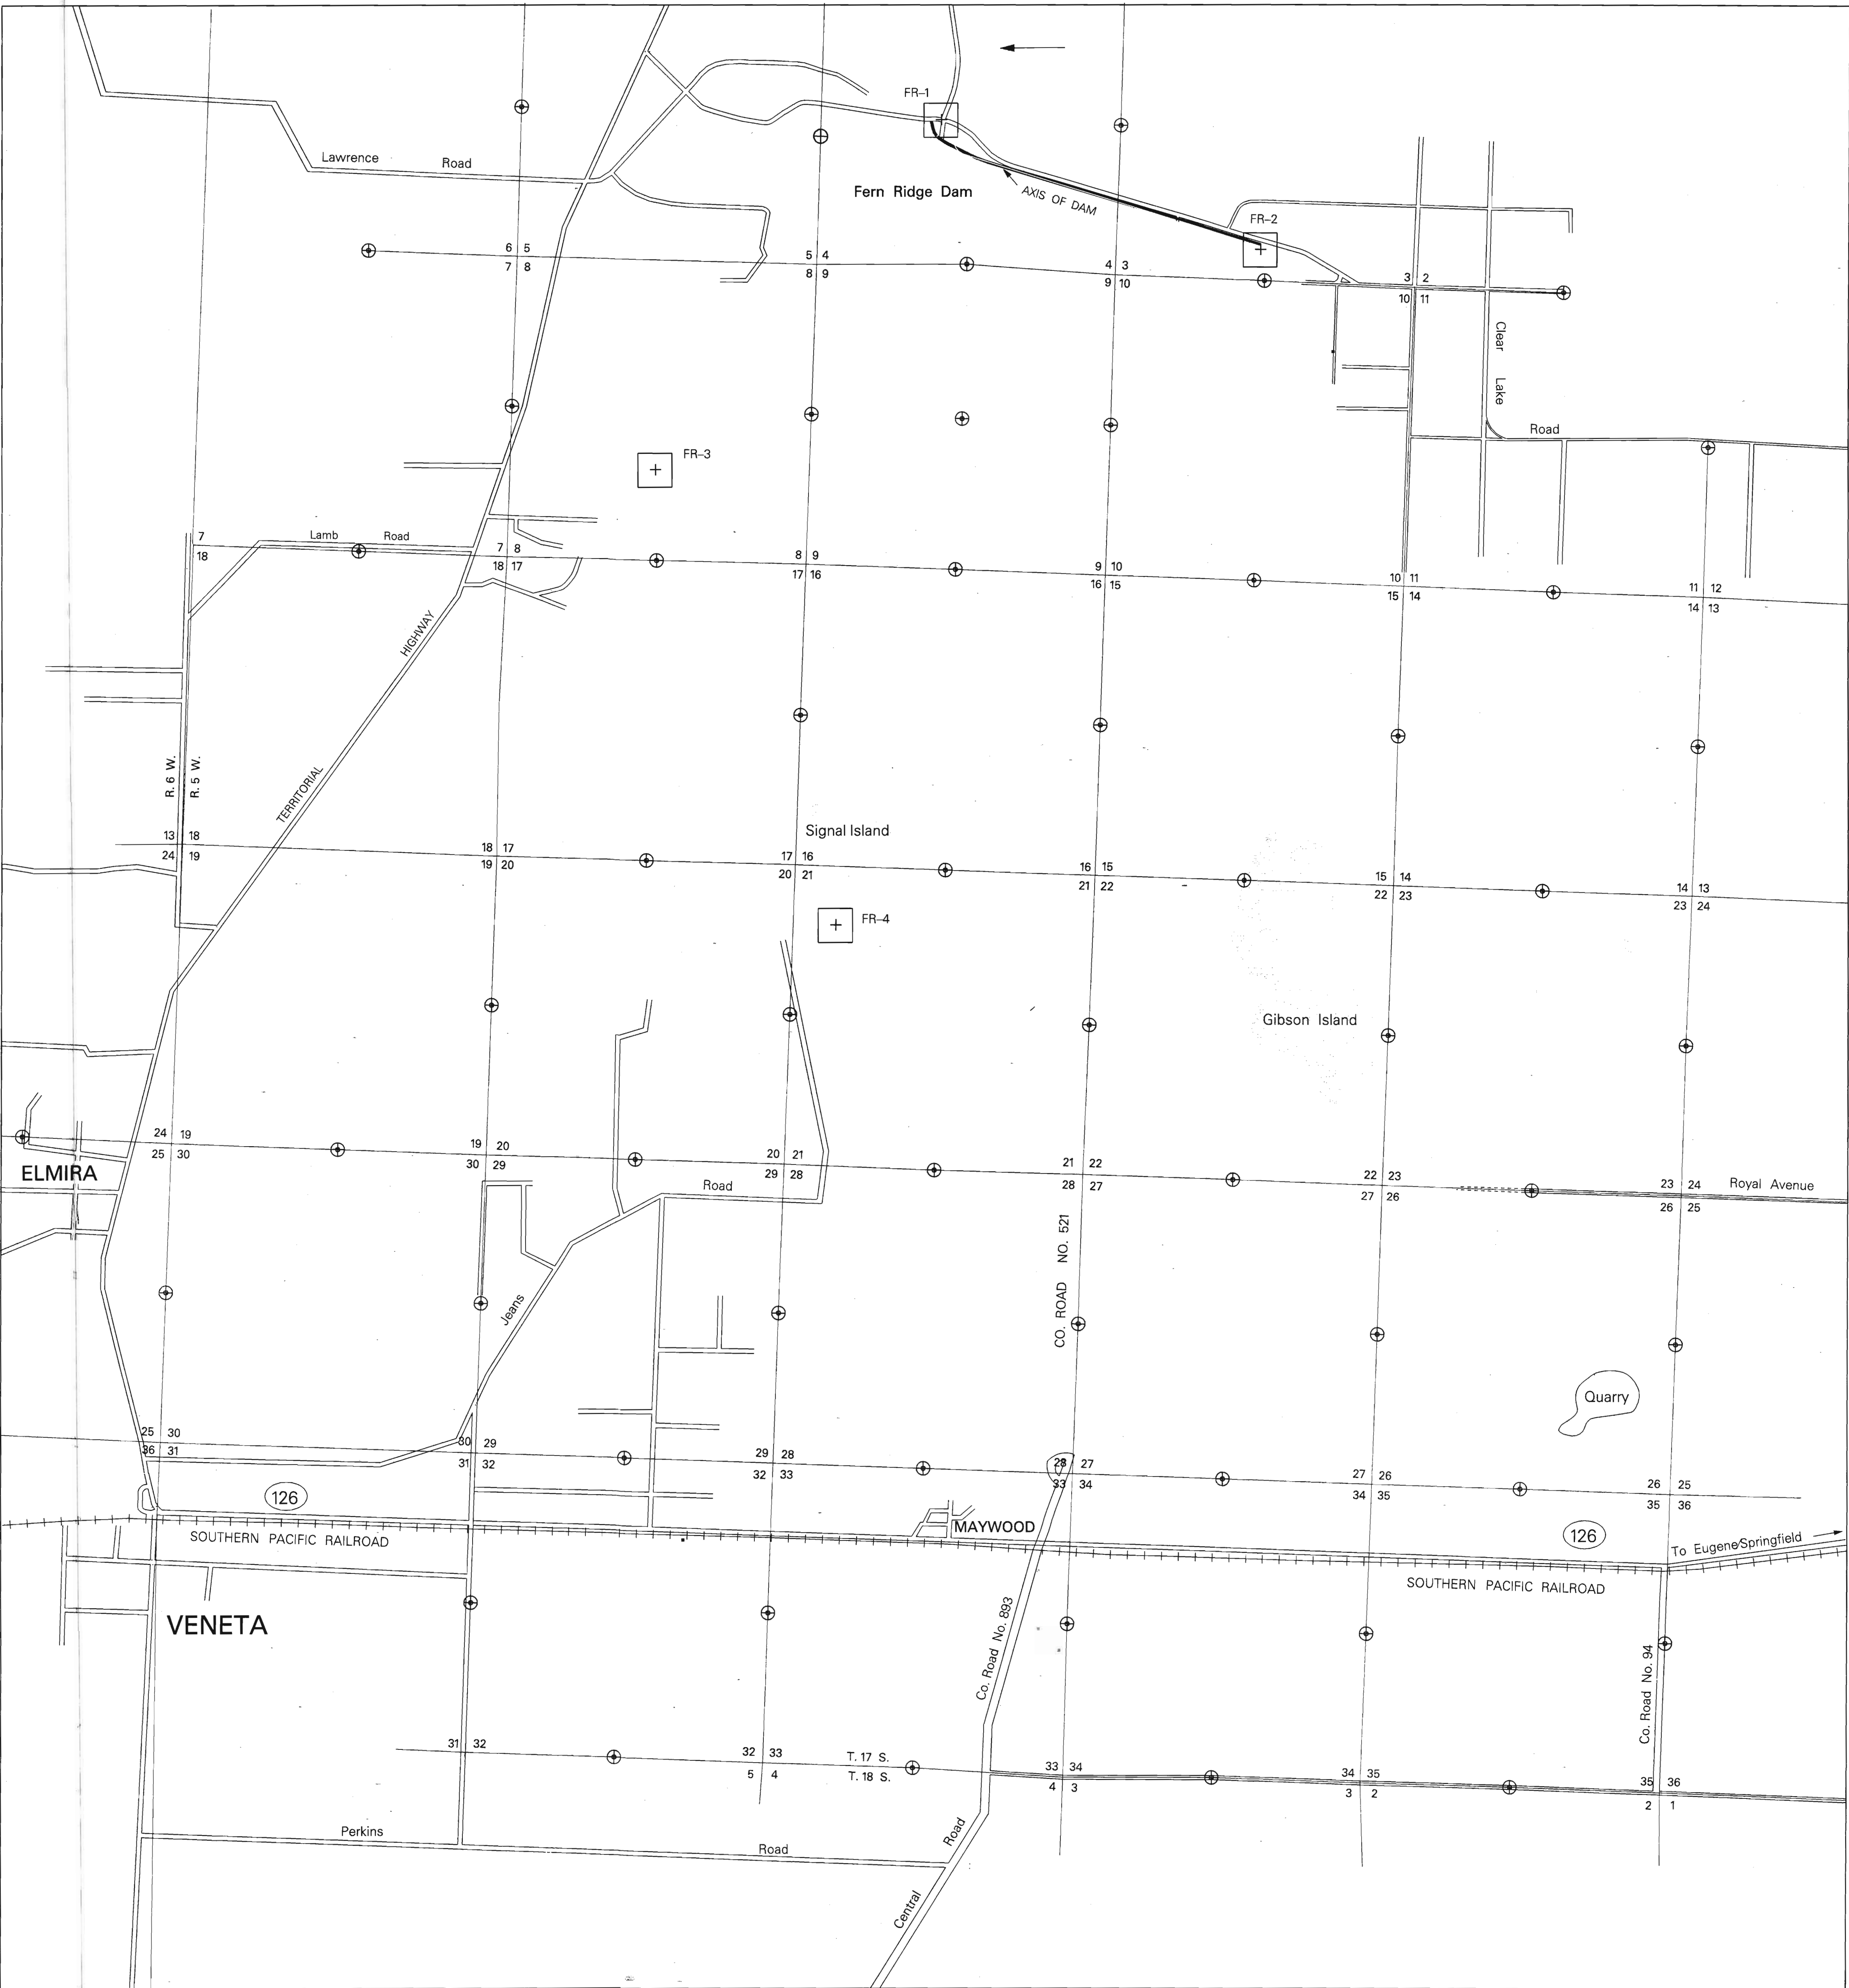 FR–1
Lawrence Road
Fern Ridge Dam
AXIS OF DAM
FR–2
6 5
7 8
5 4
8 9
4 3
9 10
3 2
10 11
Clear Lake
Road
FR–3
Lamb Road
7
18
7 8
18 17
8 9
17 16
9 10
16 15
10 11
15 14
11 12
14 13
HIGHWAY
TERRITORIAL
R. 6 W.
R. 5 W.
Signal Island
13 18
24 19
18 17
19 20
17 16
20 21
16 15
21 22
15 14
22 23
14 13
23 24
FR–4
Gibson Island
24 19
25 30
19 20
30 29
20 21
29 28
21 22
28 27
22 23
27 26
23 24
26 25
Royal Avenue
ELMIRA
Road
Jeans
CO. ROAD NO. 521
Quarry
25 30
36 31
30 29
31 32
29 28
32 33
28 27
33 34
27 26
34 35
26 25
35 36
126
MAYWOOD
126
To Eugene/Springfield
SOUTHERN PACIFIC RAILROAD
SOUTHERN PACIFIC RAILROAD
VENETA
Co. Road No. 893
Co. Road No. 94
31 32
32 33
5 4
T. 17 S.
T. 18 S.
33 34
4 3
34 35
3 2
35 36
2 1
Perkins Road
Central Road